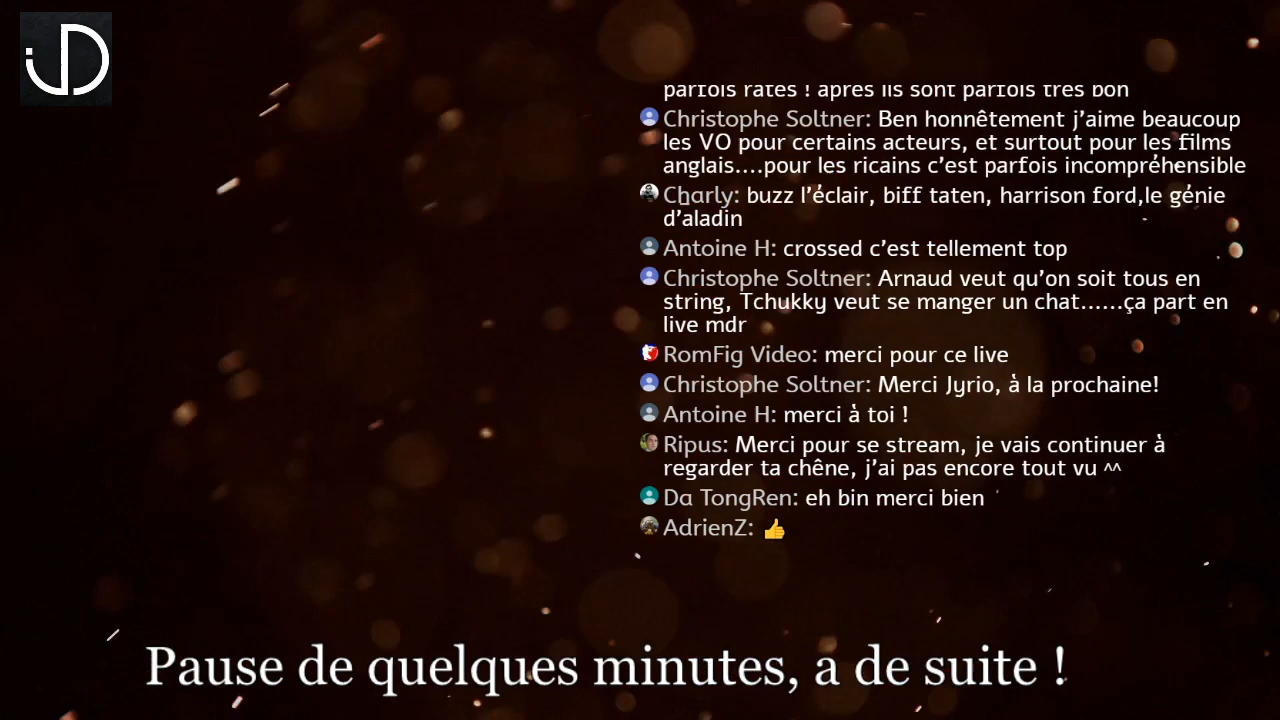 parfois ratés ! après ils sont parfois très bon
Christophe Soltner: Ben honnêtement j'aime beaucoup
les VO pour certains acteurs, et surtout pour les films
anglais....pour les ricains c'est parfois incompréhensible
Charly: buzz l'éclair, biff taten, harrison ford,le génie
d'aladin
Antoine H: crossed c'est tellement top
Christophe Soltner: Arnaud veut qu'on soit tous en
string, Tchukky veut se manger un chat......ça part en
live mdr
RomFig Video: merci pour ce live
Christophe Soltner: Merci Jyrio, à la prochaine!
Antoine H: merci à toi !
Ripus: Merci pour se stream, je vais continuer à
regarder ta chêne, j'ai pas encore tout vu ^^
Da TongRen: eh bin merci bien
AdrienZ: 👍
Pause de quelques minutes, a de suite !